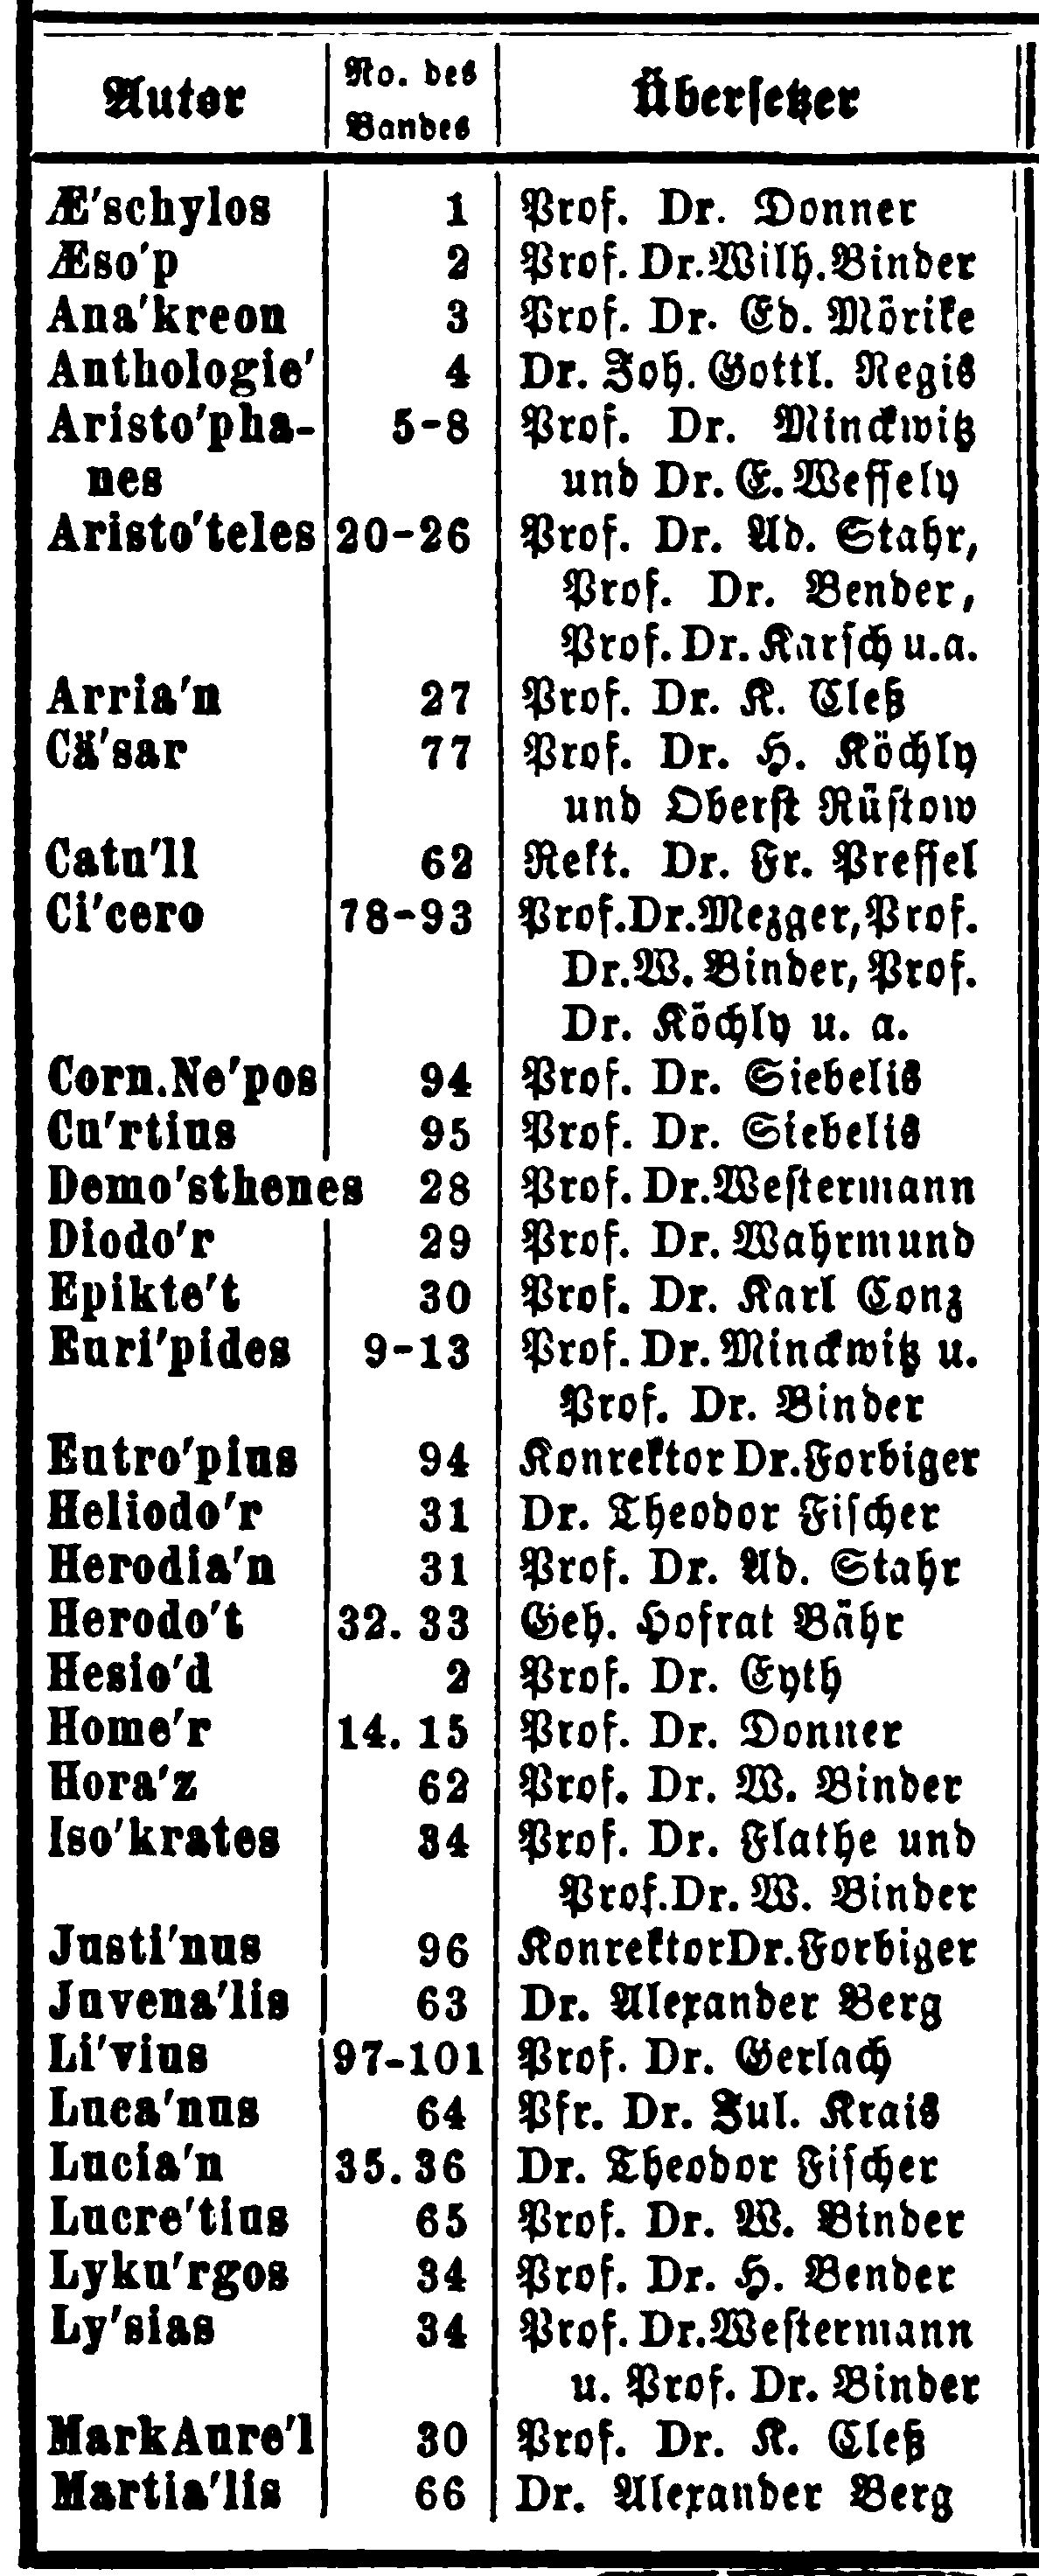 Autor No. des Bandes Übersetzer
Æ'schylos 1 Prof. Dr. Donner
Æso'p 2 Prof. Dr. Wilh. Binder
Ana'kreon 3 Prof. Dr. Ed. Mörike
Anthologie' 4 Dr. Joh. Gottl. Regis
Aristo'pha- 5-8 Prof. Dr. Minckwitz
nes und Dr. E. Wessely
Aristo'teles 20-26 Prof. Dr. Ad. Stahr,
Prof. Dr. Bender,
Prof. Dr. Karsch u. a.
Arria'n 27 Prof. Dr. K. Cleß
Cä'sar 77 Prof. Dr. H. Köchly
und Oberst Rüstow
Catu'll 62 Rekt. Dr. Fr. Pressel
Ci'cero 78-93 Prof. Dr. Mezger, Prof.
Dr. W. Binder, Prof.
Dr. Köchly u. a.
Corn. Ne'pos 94 Prof. Dr. Siebelis
Cu'rtius 95 Prof. Dr. Siebelis
Demo'sthenes 28 Prof. Dr. Westermann
Diodo'r 29 Prof. Dr. Wahrmund
Epikte't 30 Prof. Dr. Karl Conz
Euri'pides 9-13 Prof. Dr. Minckwitz u.
Prof. Dr. Binder
Eutro'pius 94 Konrektor Dr. Forbiger
Heliodo'r 31 Dr. Theodor Fischer
Herodia'n 31 Prof. Dr. Ad. Stahr
Herodo't 32. 33 Geh. Hofrat Bähr
Hesio'd 2 Prof. Dr. Eyth
Home'r 14. 15 Prof. Dr. Donner
Hora'z 62 Prof. Dr. W. Binder
Iso'krates 34 Prof. Dr. Flathe und
Prof. Dr. W. Binder
Justi'nus 96 Konrektor Dr. Forbiger
Juvena'lis 63 Dr. Alexander Berg
Li'vius 97-101 Prof. Dr. Gerlach
Luca'nus 64 Pfr. Dr. Jul. Krais
Lucia'n 35. 36 Dr. Theodor Fischer
Lucre'tius 65 Prof. Dr. W. Binder
Lyku'rgos 34 Prof. Dr. H. Bender
Ly'sias 34 Prof. Dr. Westermann
u. Prof. Dr. Binder
Mark Aure'l 30 Prof. Dr. K. Cleß
Martia'lis 66 Dr. Alexander Berg